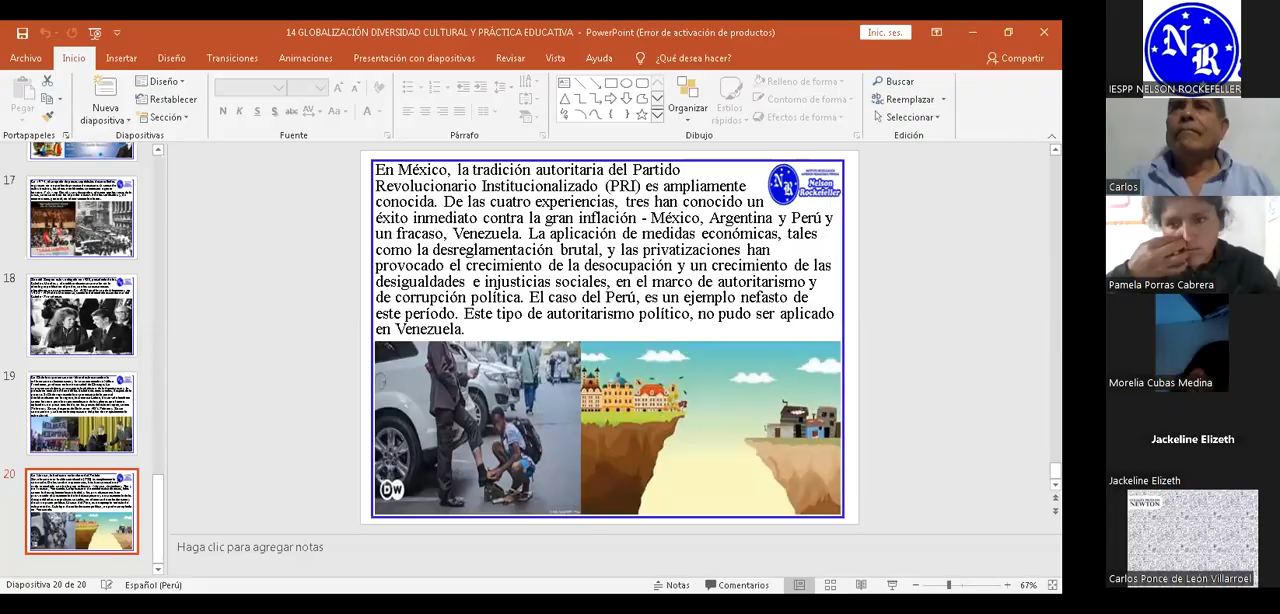 14 GLOBALIZACIÓN DIVERSIDAD CULTURAL Y PRÁCTICA EDUCATIVA - PowerPoint (Error de activación de productos)
Inic. ses.
Archivo Inicio Insertar Diseño Transiciones Animaciones Presentación con diapositivas Revisar Vista Ayuda ¿Qué desea hacer? Compartir
Pegar
Nueva diapositiva
Diseño
Restablecer
Sección
N K S S abc AV Aa A
Organizar
Estilos rápidos
Relleno de forma
Contorno de forma
Efectos de forma
Buscar
Reemplazar
Seleccionar
Portapapeles Diapositivas Fuente Párrafo Dibujo Edición
17
18
19
20
En México, la tradición autoritaria del Partido
Revolucionario Institucionalizado (PRI) es ampliamente
conocida. De las cuatro experiencias, tres han conocido un
éxito inmediato contra la gran inflación - México, Argentina y Perú y
un fracaso, Venezuela. La aplicación de medidas económicas, tales
como la desreglamentación brutal, y las privatizaciones han
provocado el crecimiento de la desocupación y un crecimiento de las
desigualdades e injusticias sociales, en el marco de autoritarismo y
de corrupción política. El caso del Perú, es un ejemplo nefasto de
este período. Este tipo de autoritarismo político, no pudo ser aplicado
en Venezuela.
NR
Nelson
Rockefeller
DW
Haga clic para agregar notas
Diapositiva 20 de 20 Español (Perú) Notas Comentarios 67%
NR
IESPP NELSON ROCKEFELLER
Carlos
Pamela Porras Cabrera
Morelia Cubas Medina
Jackeline Elizeth
Jackeline Elizeth
NEWTON
Carlos Ponce de León Villarroel